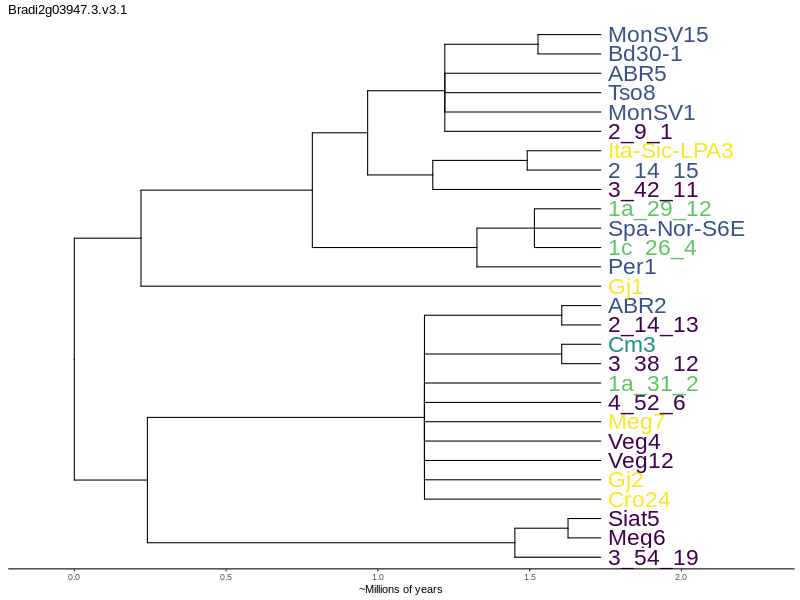 Bradi2g03947.3.v3.1
MonSV15
Bd30-1
ABR5
Tso8
MonSV1
2_9_1
Ita-Sic-LPA3
2_14_15
3_42_11
1a_29_12
Spa-Nor-S6E
1c_26_4
Per1
Gj1
ABR2
2_14_13
Cm3
3_38_12
1a_31_2
4_52_6
Meg7
Veg4
Veg12
Gj2
Cro24
Siat5
Meg6
3_54_19
0.0 0.5 1.0 1.5 2.0
~Millions of years